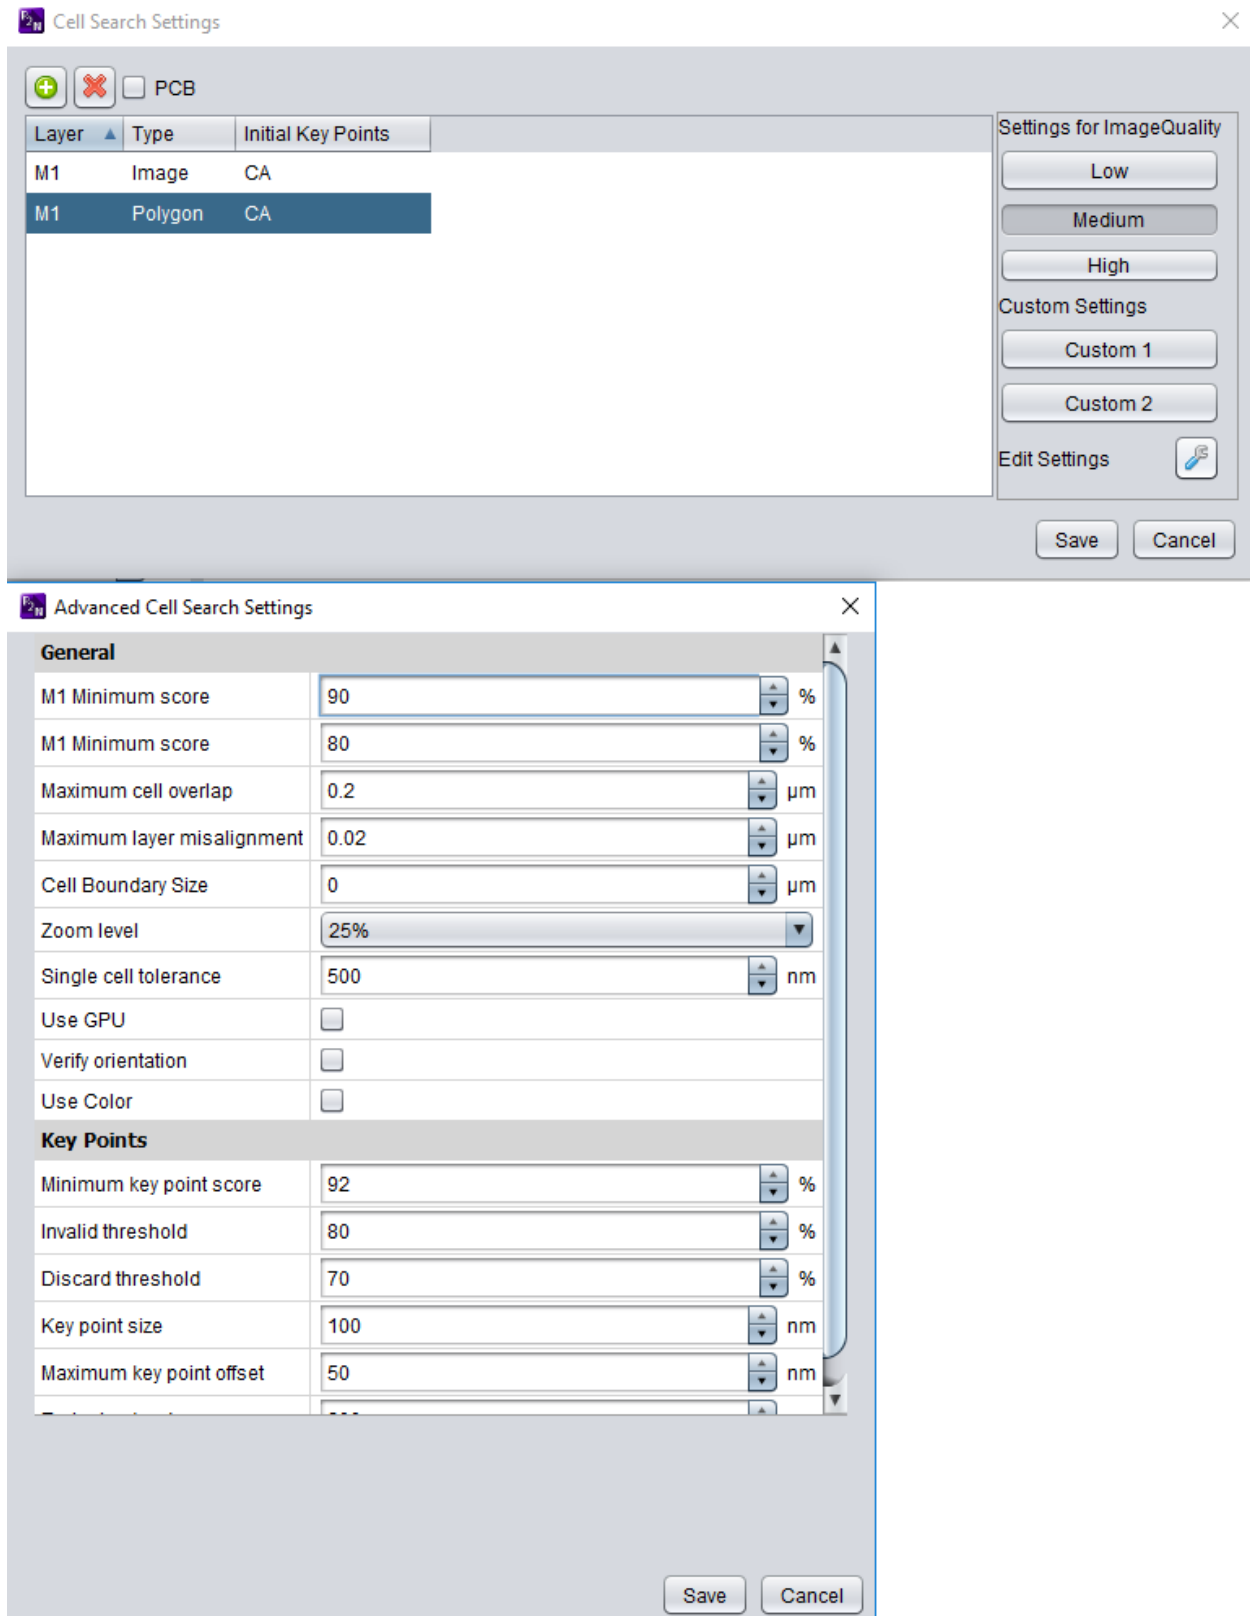 Cell Search Settings
PCB
Layer Type Initial Key Points
M1 Image CA
M1 Polygon CA
Settings for ImageQuality
Low
Medium
High
Custom Settings
Custom 1
Custom 2
Edit Settings
Save Cancel
Advanced Cell Search Settings
General
M1 Minimum score 90 %
M1 Minimum score 80 %
Maximum cell overlap 0.2 µm
Maximum layer misalignment 0.02 µm
Cell Boundary Size 0 µm
Zoom level 25%
Single cell tolerance 500 nm
Use GPU
Verify orientation
Use Color
Key Points
Minimum key point score 92 %
Invalid threshold 80 %
Discard threshold 70 %
Key point size 100 nm
Maximum key point offset 50 nm
Save Cancel